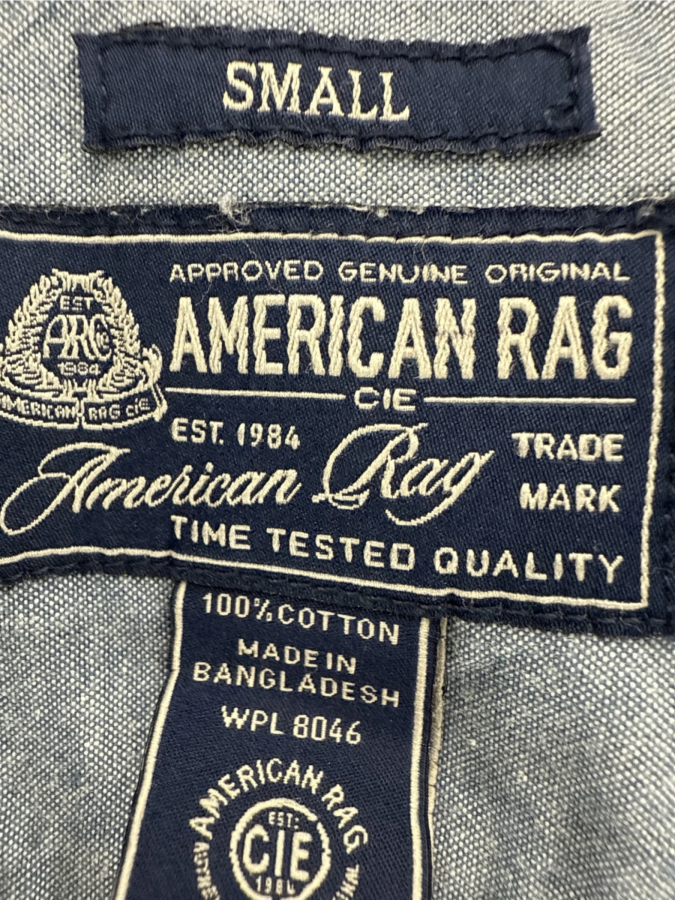 SMALL
APPROVED GENUINE ORIGINAL
AMERICAN RAG
CIE
EST
ARC
1984
AMERICAN RAG CIE
EST. 1984
American Rag
TRADE
MARK
TIME TESTED QUALITY
100% COTTON
MADE IN
BANGLADESH
WPL 8046
AMERICAN RAG
EST.
CIE
1984